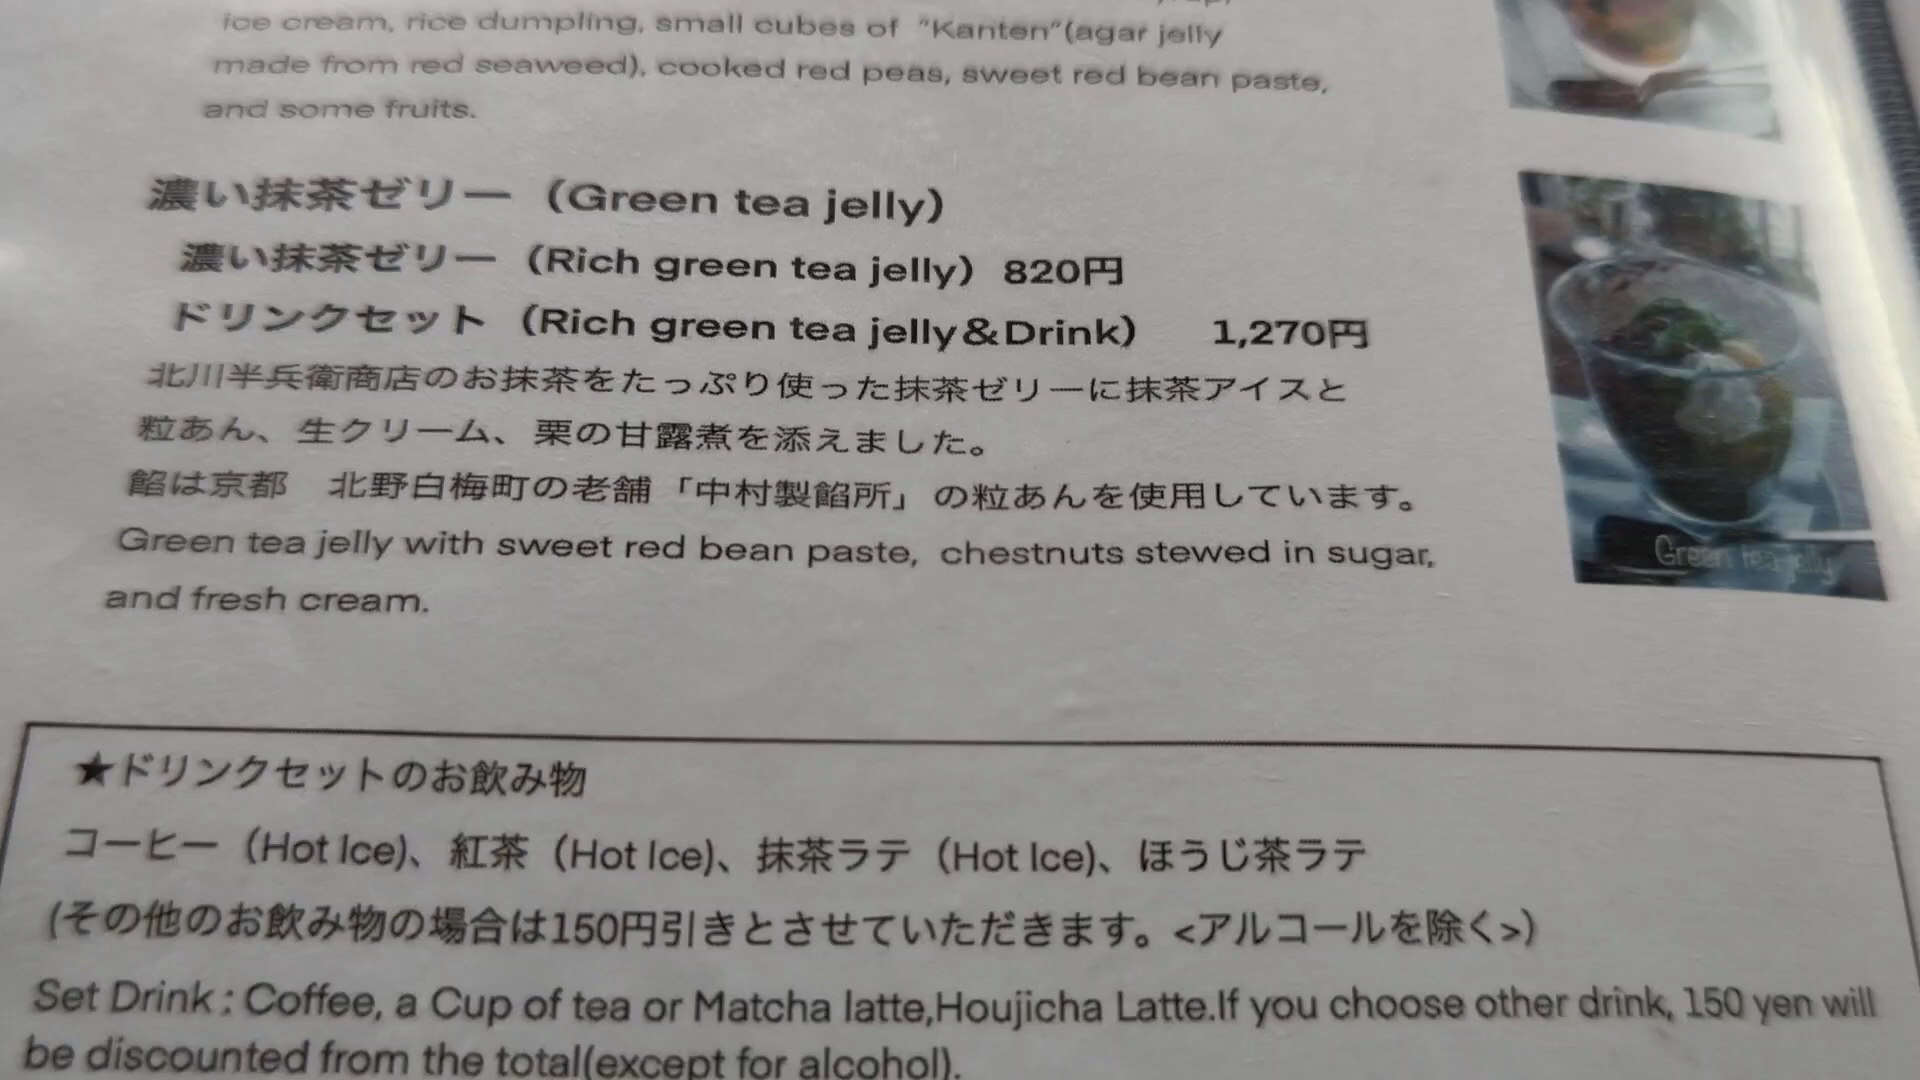 ice cream, rice dumpling, small cubes of "Kanten"(agar jelly
made from red seaweed), cooked red peas, sweet red bean paste,
and some fruits.
濃い抹茶ゼリー（Green tea jelly）
濃い抹茶ゼリー（Rich green tea jelly）820円
ドリンクセット（Rich green tea jelly&Drink） 1,270円
北川半兵衛商店のお抹茶をたっぷり使った抹茶ゼリーに抹茶アイスと
粒あん、生クリーム、栗の甘露煮を添えました。
餡は京都　北野白梅町の老舗「中村製餡所」の粒あんを使用しています。
Green tea jelly with sweet red bean paste, chestnuts stewed in sugar,
and fresh cream.
Green tea jelly
★ドリンクセットのお飲み物
コーヒー（Hot Ice)、紅茶（Hot Ice)、抹茶ラテ（Hot Ice)、ほうじ茶ラテ
(その他のお飲み物の場合は150円引きとさせていただきます。<アルコールを除く>)
Set Drink : Coffee, a Cup of tea or Matcha latte,Houjicha Latte.If you choose other drink, 150 yen will
be discounted from the total(except for alcohol).